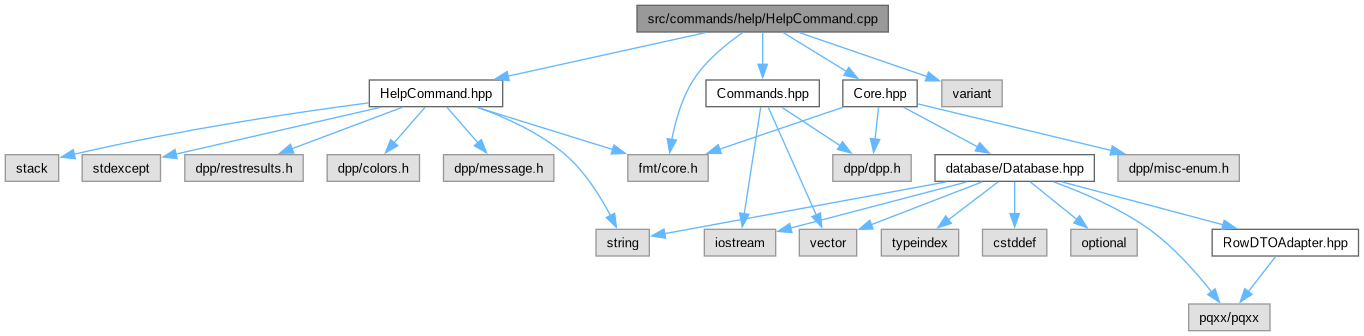 src/commands/help/HelpCommand.cpp
HelpCommand.hpp
Commands.hpp
Core.hpp
variant
stack
stdexcept
dpp/restresults.h
dpp/colors.h
dpp/message.h
fmt/core.h
dpp/dpp.h
database/Database.hpp
dpp/misc-enum.h
string
iostream
vector
typeindex
cstddef
optional
RowDTOAdapter.hpp
pqxx/pqxx